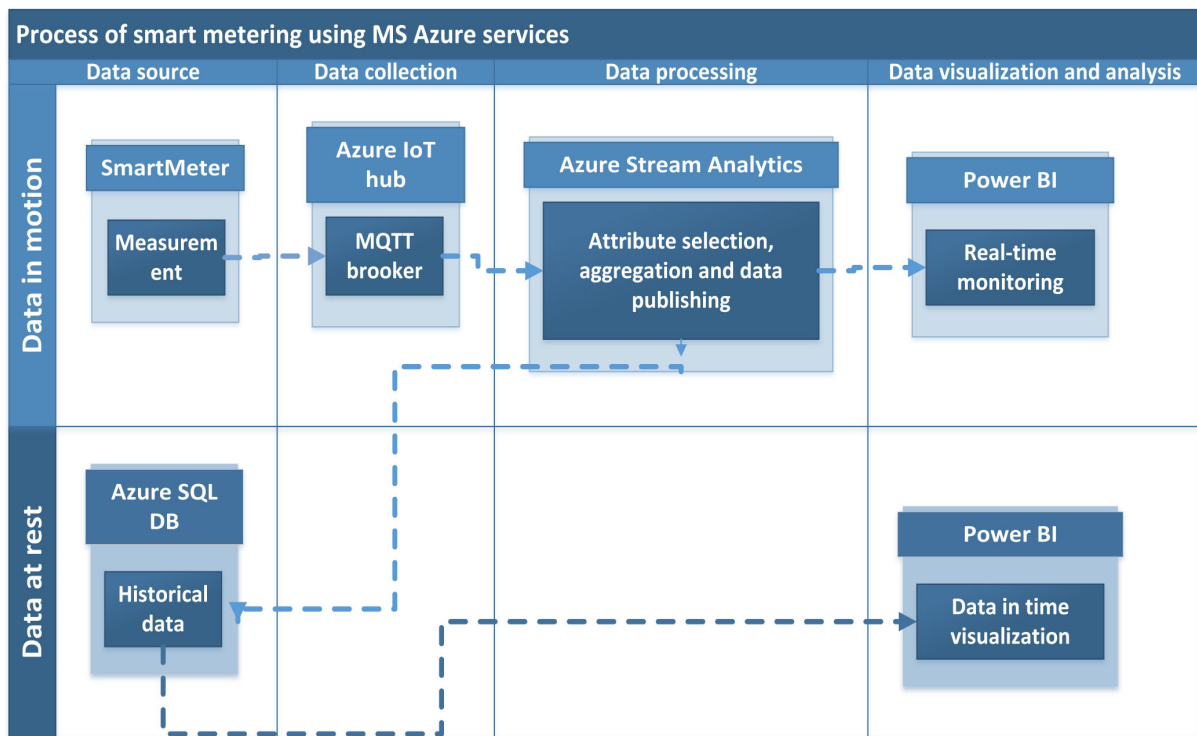 Process of smart metering using MS Azure services
Data source
Data collection
Data processing
Data visualization and analysis
Data in motion
SmartMeter
Measurem
ent
Azure IoT
hub
MQTT
brooker
Azure Stream Analytics
Attribute selection,
aggregation and data
publishing
Power BI
Real-time
monitoring
Data at rest
Azure SQL
DB
Historical
data
Power BI
Data in time
visualization